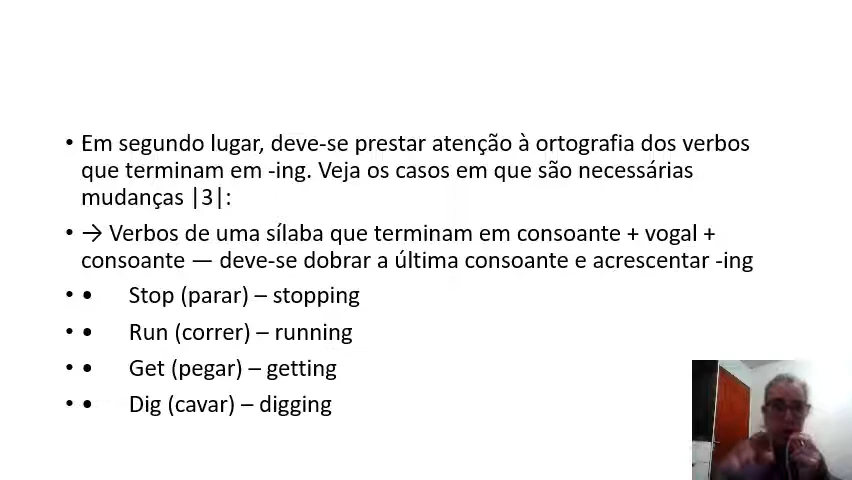 • Em segundo lugar, deve-se prestar atenção à ortografia dos verbos
que terminam em -ing. Veja os casos em que são necessárias
mudanças |3|:
• → Verbos de uma sílaba que terminam em consoante + vogal +
consoante — deve-se dobrar a última consoante e acrescentar -ing
• • Stop (parar) – stopping
• • Run (correr) – running
• • Get (pegar) – getting
• • Dig (cavar) – digging